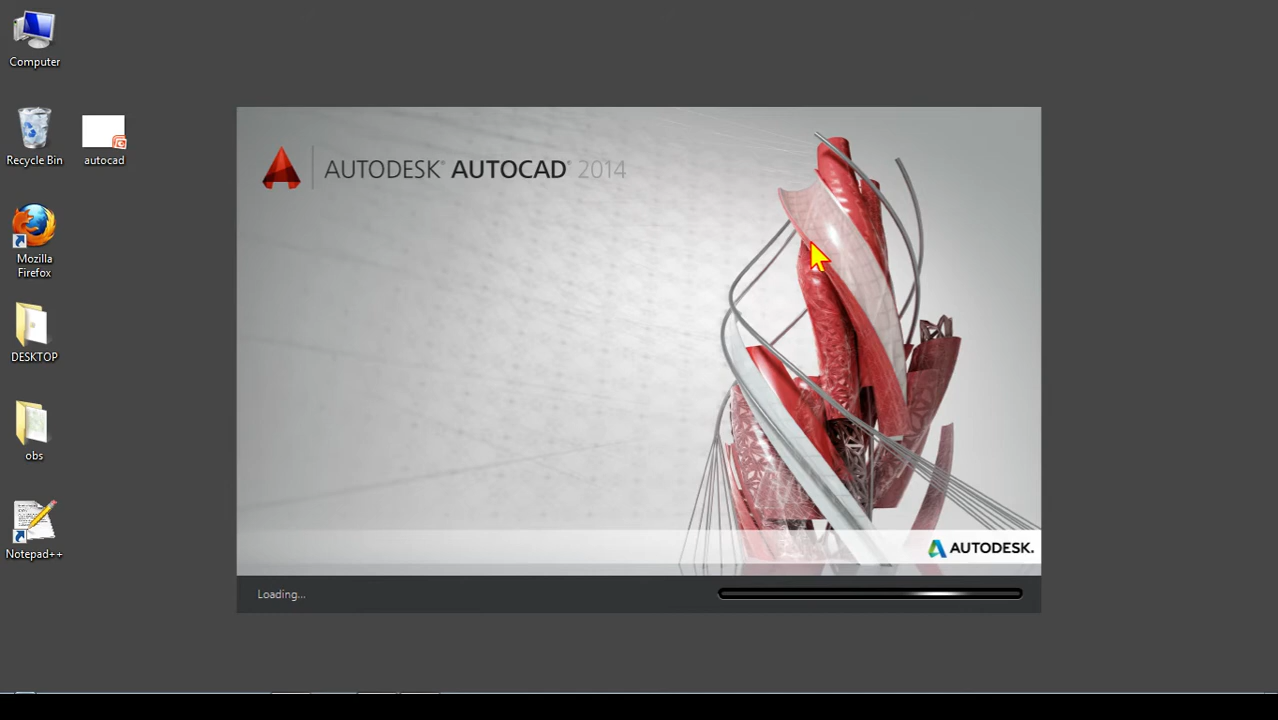 Computer
Recycle Bin
autocad
Mozilla
Firefox
DESKTOP
obs
Notepad++
AUTODESK® AUTOCAD® 2014
AUTODESK.
Loading...